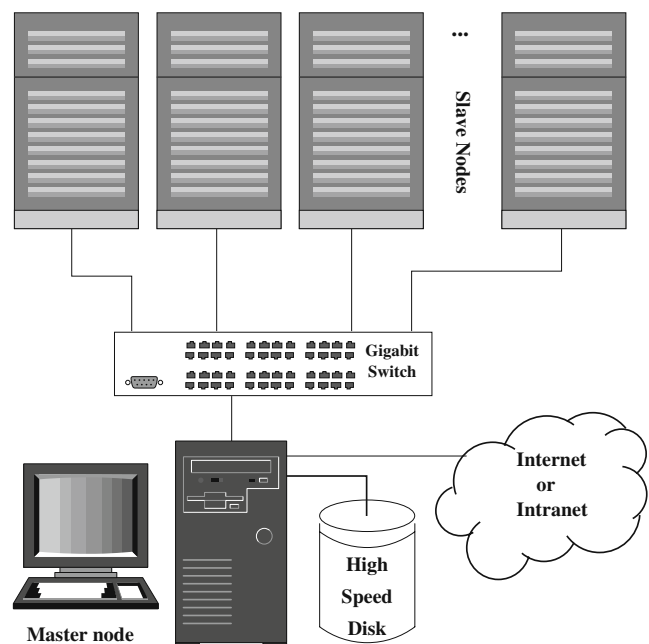 ...
Slave Nodes
Gigabit
Switch
Internet
or
Intranet
High
Speed
Disk
Master node